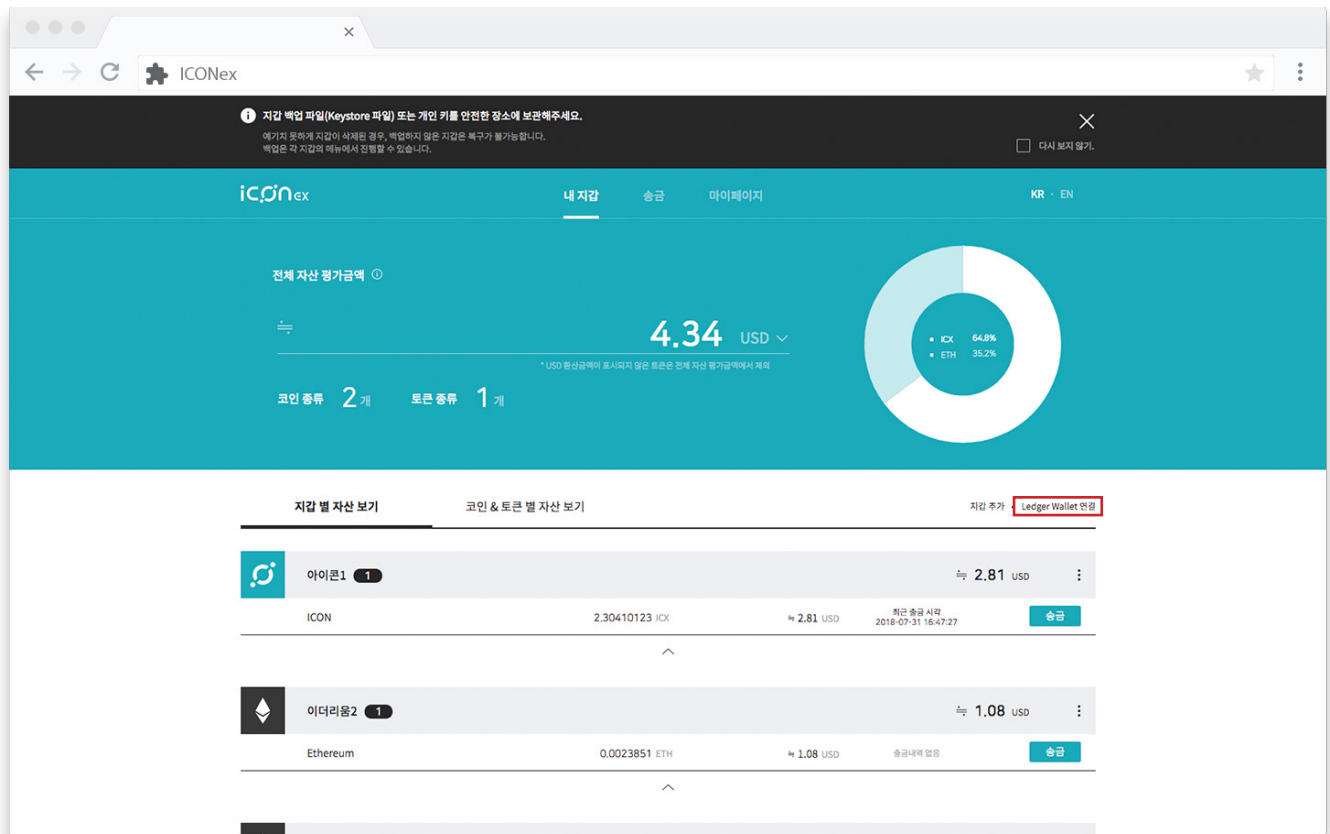 ICONex
지갑 백업 파일(Keystore 파일) 또는 개인 키를 안전한 장소에 보관해주세요.
예기치 못하게 지갑이 삭제된 경우, 백업하지 않은 지갑은 복구가 불가능합니다.
백업은 각 지갑의 메뉴에서 진행할 수 있습니다.
다시 보지 않기.
icon ex 내 지갑 송금 마이페이지 KR · EN
전체 자산 평가금액
≒ 4.34 USD
* USD 환산금액이 표시되지 않은 토큰은 전체 자산 평가금액에서 제외
코인 종류 2 개 토큰 종류 1 개
• ICX 64.8%
• ETH 35.2%
지갑 별 자산 보기 코인 & 토큰 별 자산 보기 지갑 추가 Ledger Wallet 연결
아이콘1 1 ≒ 2.81 USD
ICON 2.30410123 ICX ≒ 2.81 USD 최근 출금 시각 송금
2018-07-31 16:47:27
이더리움2 1 ≒ 1.08 USD
Ethereum 0.0023851 ETH ≒ 1.08 USD 출금내역 없음 송금